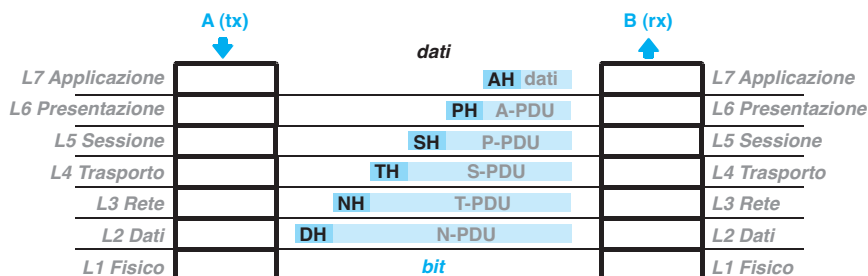 A (tx) B (rx)
dati
L7 Applicazione AH dati L7 Applicazione
L6 Presentazione PH A-PDU L6 Presentazione
L5 Sessione SH P-PDU L5 Sessione
L4 Trasporto TH S-PDU L4 Trasporto
L3 Rete NH T-PDU L3 Rete
L2 Dati DH N-PDU L2 Dati
L1 Fisico bit L1 Fisico